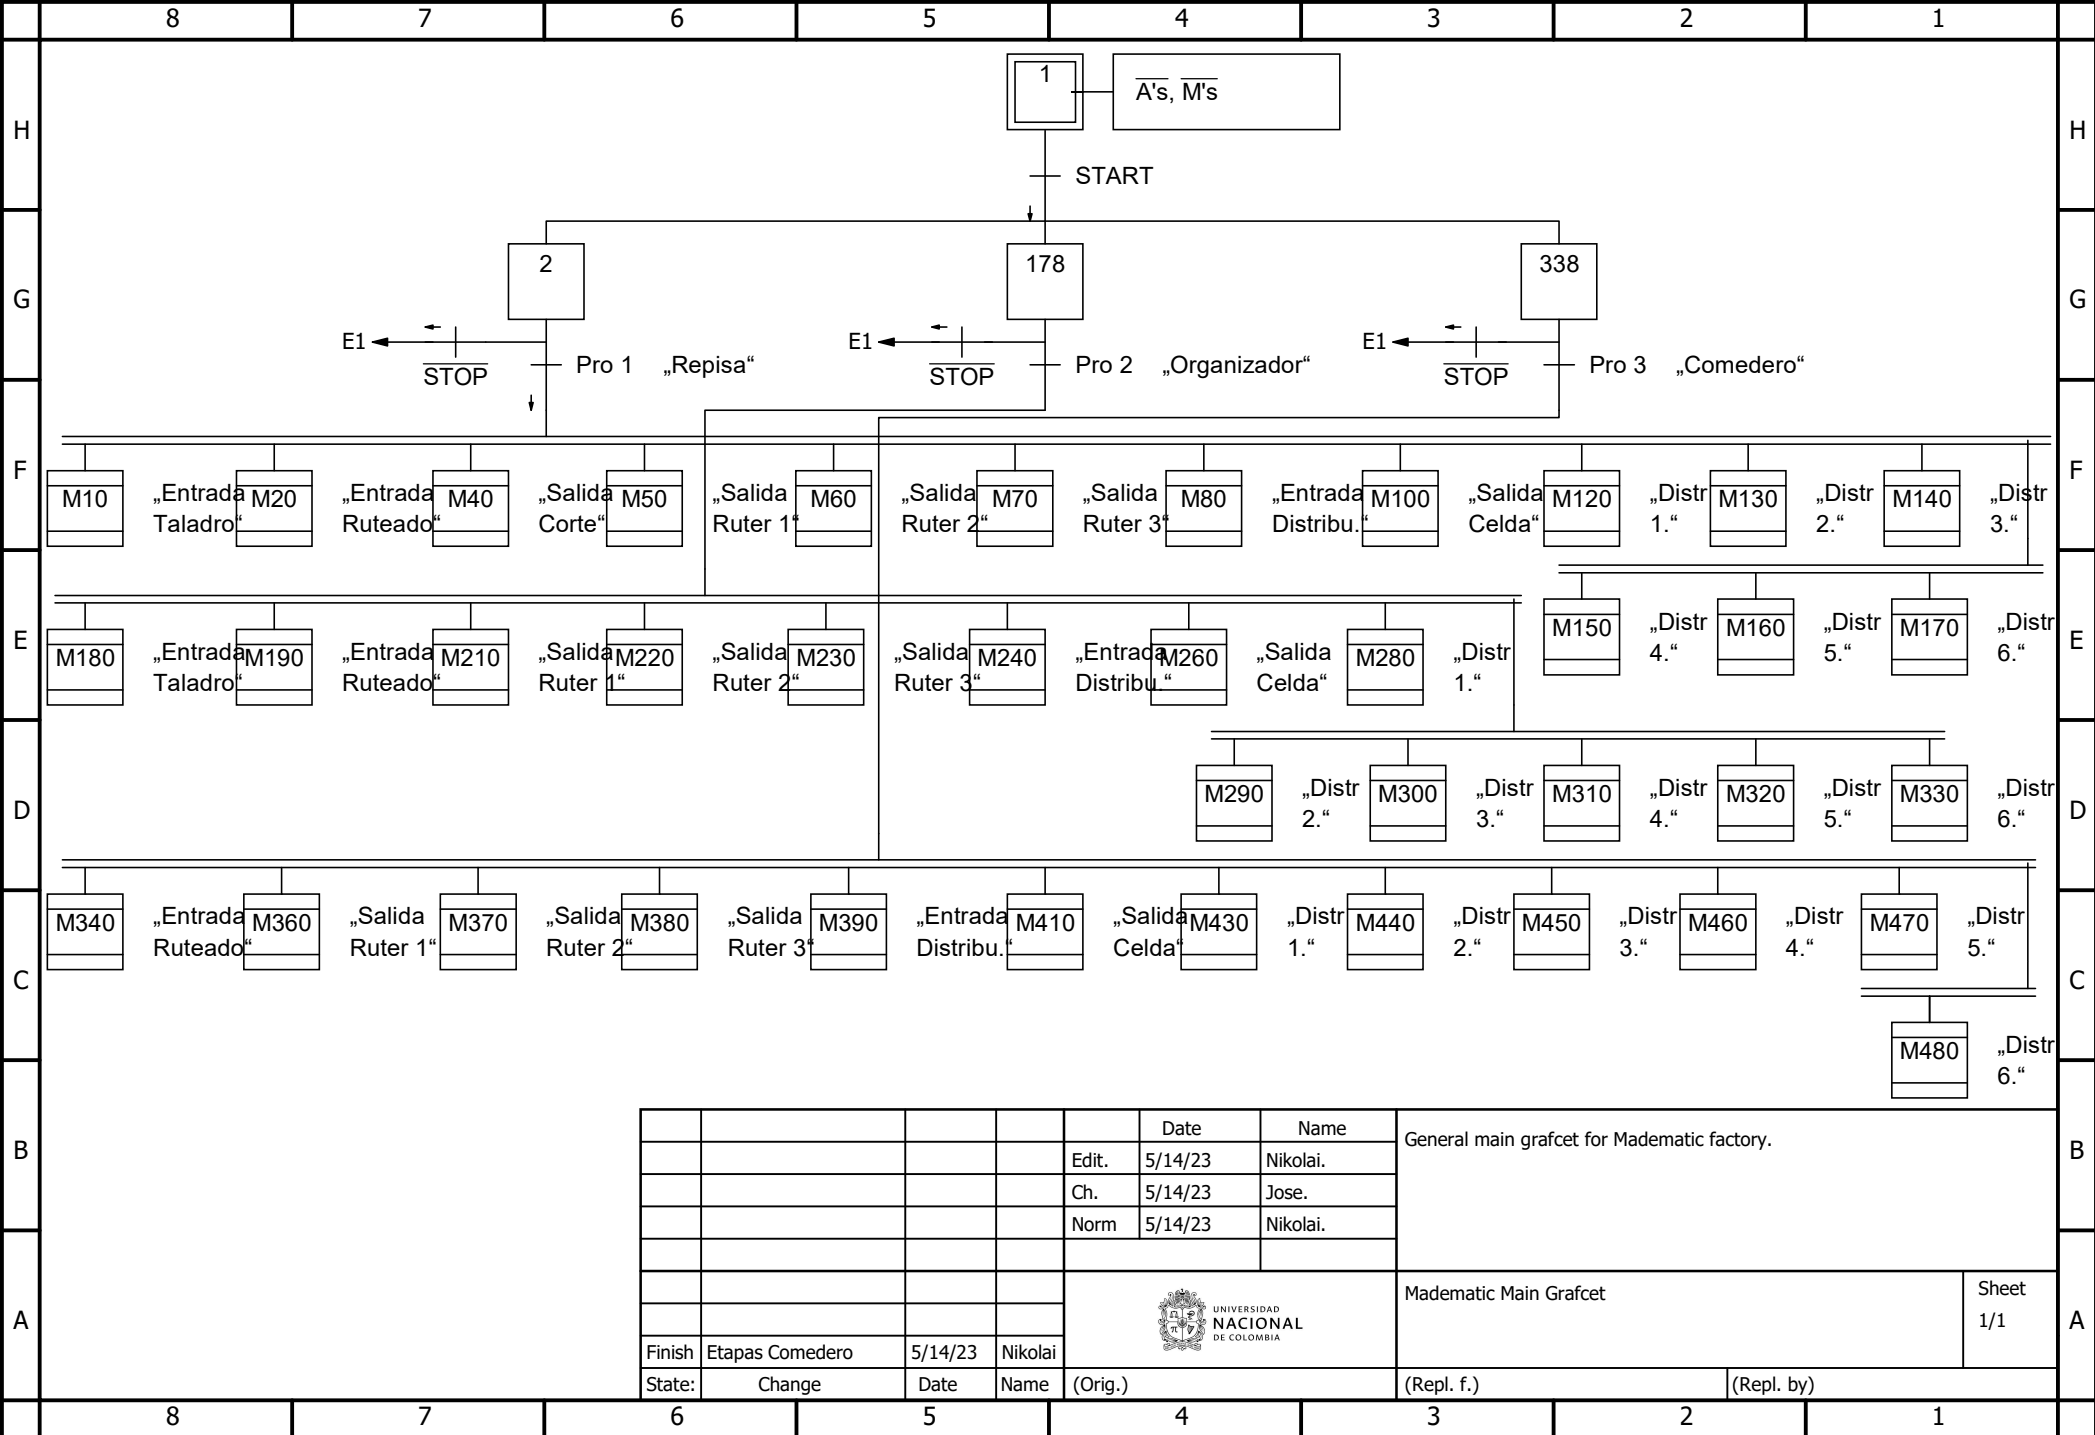 8 7 6 5 4 3 2 1
1
A's, M's
H H
START
2 178 338
G G
E1 E1 E1
STOP Pro 1 „Repisa“ STOP Pro 2 „Organizador“ STOP Pro 3 „Comedero“
F F
M10 „Entrada M20 „Entrada M40 „Salida M50 „Salida M60 „Salida M70 „Salida M80 „Entrada M100 „Salida M120 „Distr M130 „Distr M140 „Distr
Taladro“ Ruteado“ Corte“ Ruter 1“ Ruter 2“ Ruter 3“ Distribu.“ Celda“ 1.“ 2.“ 3.“
M150 „Distr M160 „Distr M170 „Distr
4.“ 5.“ 6.“
E E
M180 „Entrada M190 „Entrada M210 „Salida M220 „Salida M230 „Salida M240 „Entrada M260 „Salida M280 „Distr
Taladro“ Ruteado“ Ruter 1“ Ruter 2“ Ruter 3“ Distribu.“ Celda“ 1.“
D D
M290 „Distr M300 „Distr M310 „Distr M320 „Distr M330 „Distr
2.“ 3.“ 4.“ 5.“ 6.“
M340 „Entrada M360 „Salida M370 „Salida M380 „Salida M390 „Entrada M410 „Salida M430 „Distr M440 „Distr M450 „Distr M460 „Distr M470 „Distr
Ruteado“ Ruter 1“ Ruter 2“ Ruter 3“ Distribu.“ Celda“ 1.“ 2.“ 3.“ 4.“ 5.“
C C
M480 „Distr
6.“
B B
Date Name
General main grafcet for Madematic factory.
Edit. 5/14/23 Nikolai.
Ch. 5/14/23 Jose.
Norm 5/14/23 Nikolai.
Madematic Main Grafcet
Sheet
1/1
UNIVERSIDAD
NACIONAL
DE COLOMBIA
A A
Finish Etapas Comedero 5/14/23 Nikolai
State: Change Date Name (Orig.) (Repl. f.) (Repl. by)
8 7 6 5 4 3 2 1